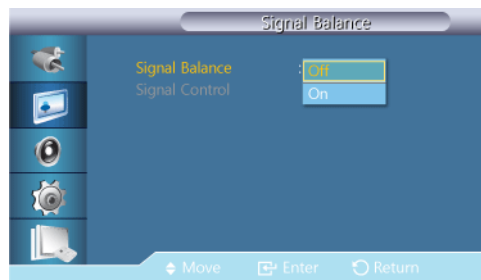 Signal Balance
Signal Balance : Off
Signal Control On
Move Enter Return